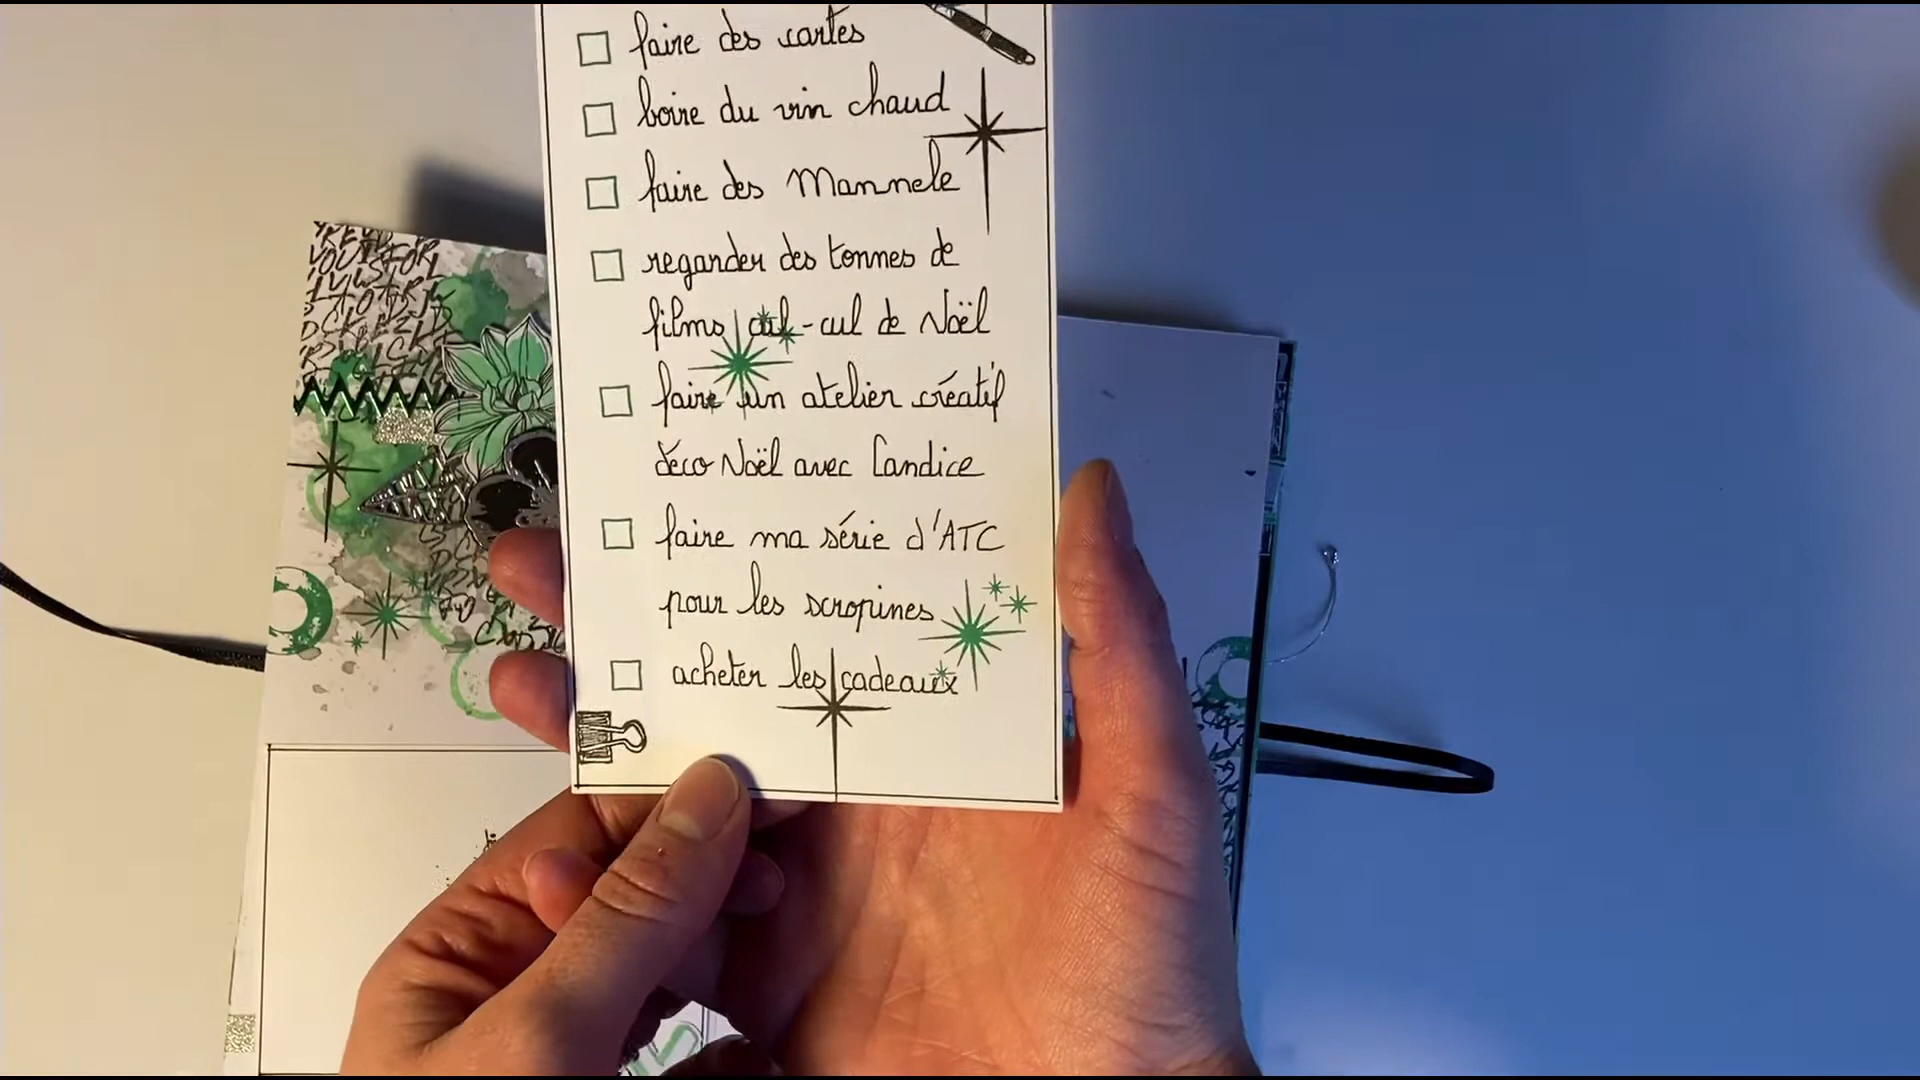 faire des cartes
boire du vin chaud
faire des Mannele
regarder des tonnes de
films cul-cul de Noël
faire un atelier créatif
déco Noël avec Candice
faire ma série d'ATC
pour les scropines
acheter les cadeaux